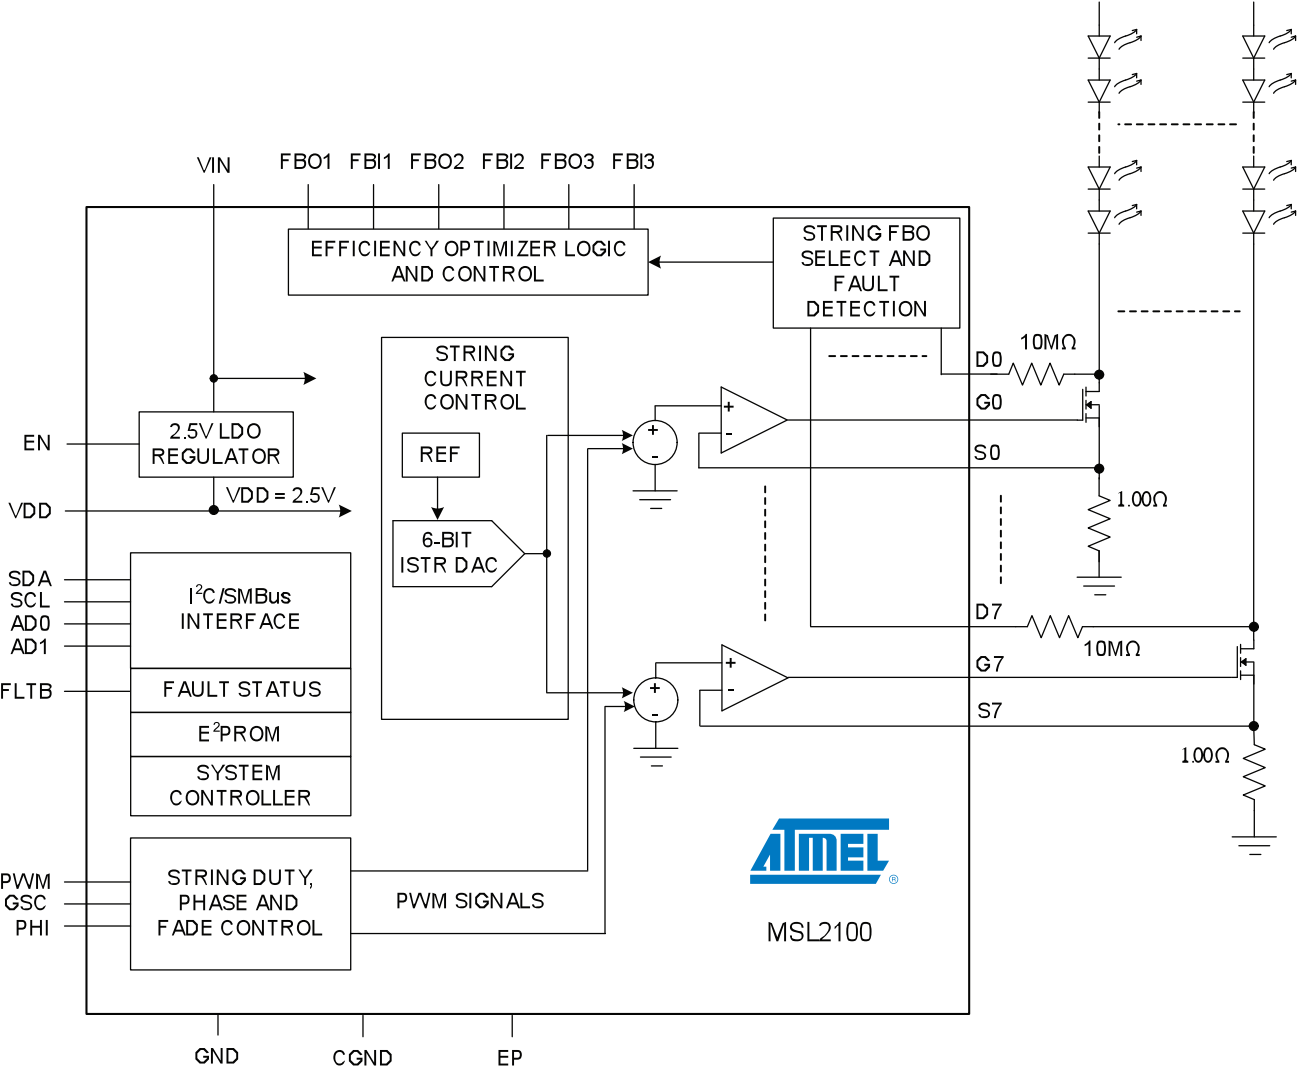 VIN
FBO1 FBI1 FBO2 FBI2 FBO3 FBI3
EFFICIENCY OPTIMIZER LOGIC
AND CONTROL
STRING FBO
SELECT AND
FAULT
DETECTION
STRING
CURRENT
CONTROL
REF
6-BIT
ISTR DAC
EN
2.5V LDO
REGULATOR
VDD
VDD = 2.5V
SDA
SCL
AD0
AD1
I²C/SMBus
INTERFACE
FLTB
FAULT STATUS
E²PROM
SYSTEM
CONTROLLER
PWM
GSC
PHI
STRING DUTY,
PHASE AND
FADE CONTROL
PWM SIGNALS
+
-
+
-
+
-
+
-
D0
10MΩ
G0
S0
1.00Ω
D7
10MΩ
G7
S7
1.00Ω
ATMEL
®
MSL2100
GND
CGND
EP